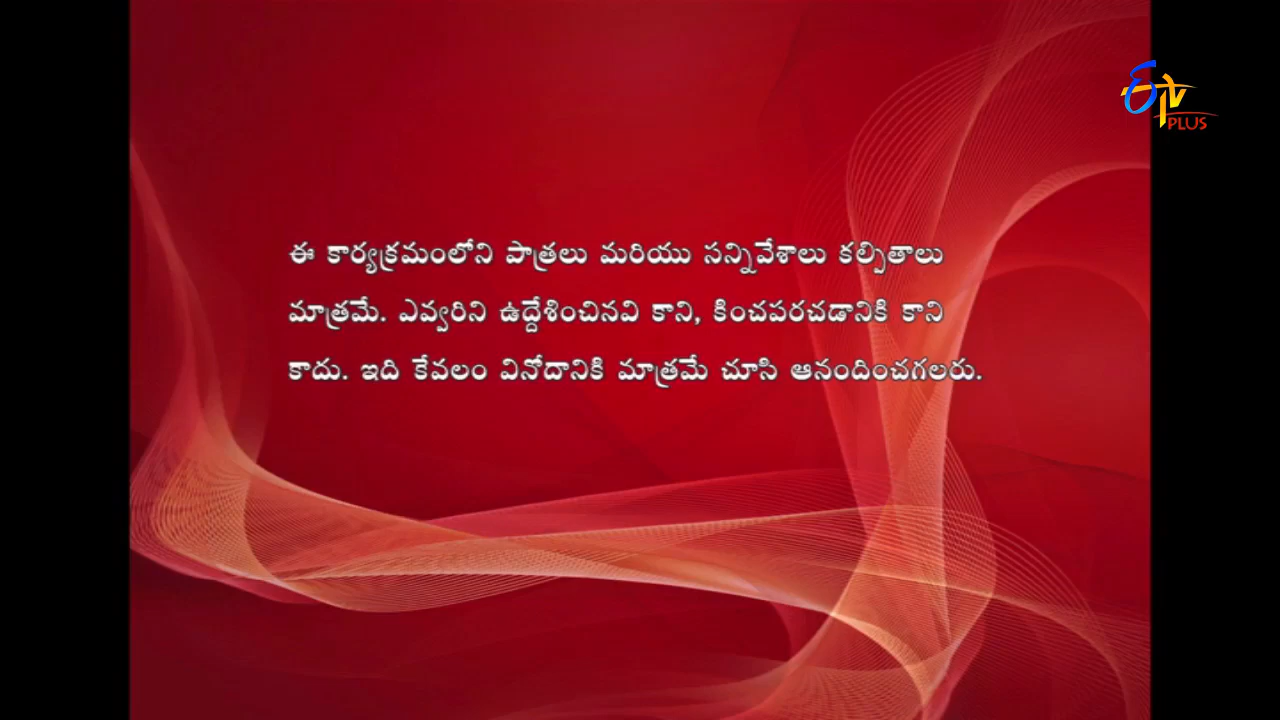 ETV
PLUS
ఈ కార్యక్రమంలోని పాత్రలు మరియు సన్నివేశాలు కల్పితాలు
మాత్రమే. ఎవ్వరిని ఉద్దేశించినవి కాని, కించపరచడానికి కాని
కాదు. ఇది కేవలం వినోదానికి మాత్రమే చూసి ఆనందించగలరు.